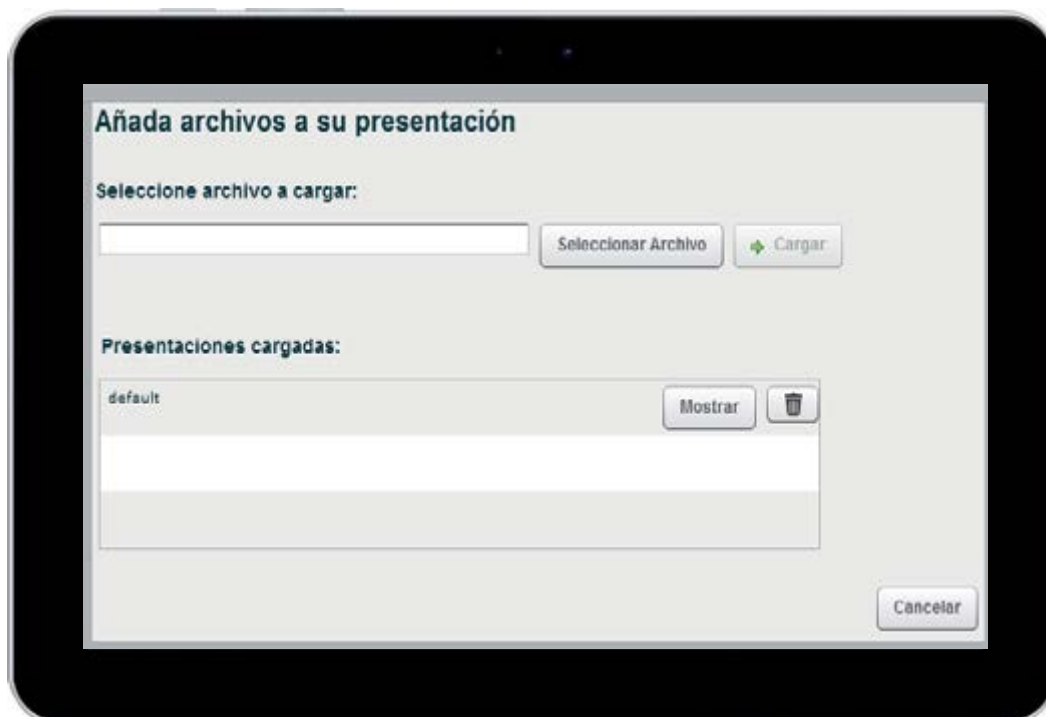 Añada archivos a su presentación
Seleccione archivo a cargar:
Seleccionar Archivo
Cargar
Presentaciones cargadas:
default
Mostrar
Cancelar